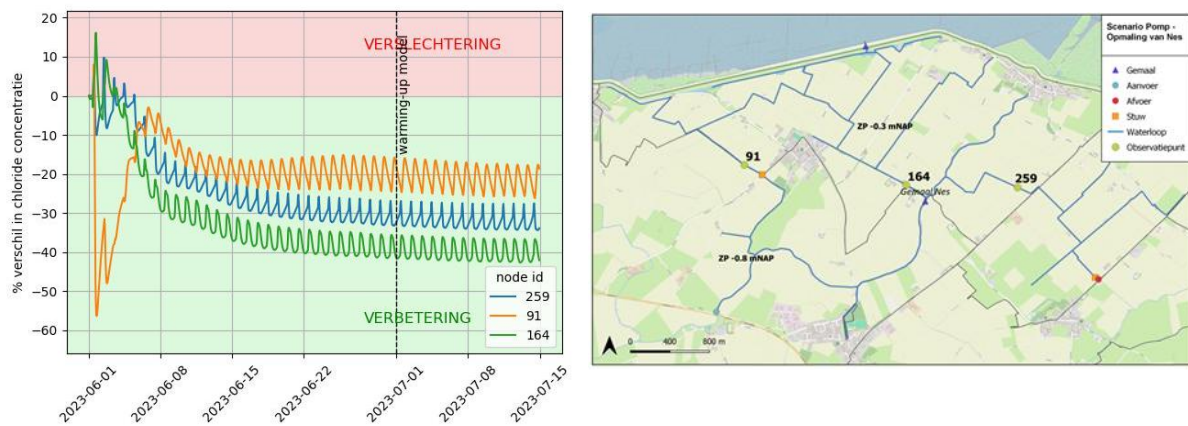 20
10
0
−10
−20
−30
−40
−50
−60
% verschil in chloride concentratie
VERSLECHTERING
warming-up model
VERBETERING
node id
259
91
164
2023-06-01
2023-06-08
2023-06-15
2023-06-22
2023-07-01
2023-07-08
2023-07-15
Scenario Pomp -
Opmaling van Nes
Gemaal
Aanvoer
Afvoer
Stuw
Waterloop
Observatiepunt
ZP -0.3 mNAP
91
164
259
Gemaal Nes
ZP -0.8 mNAP
0 400 800 m